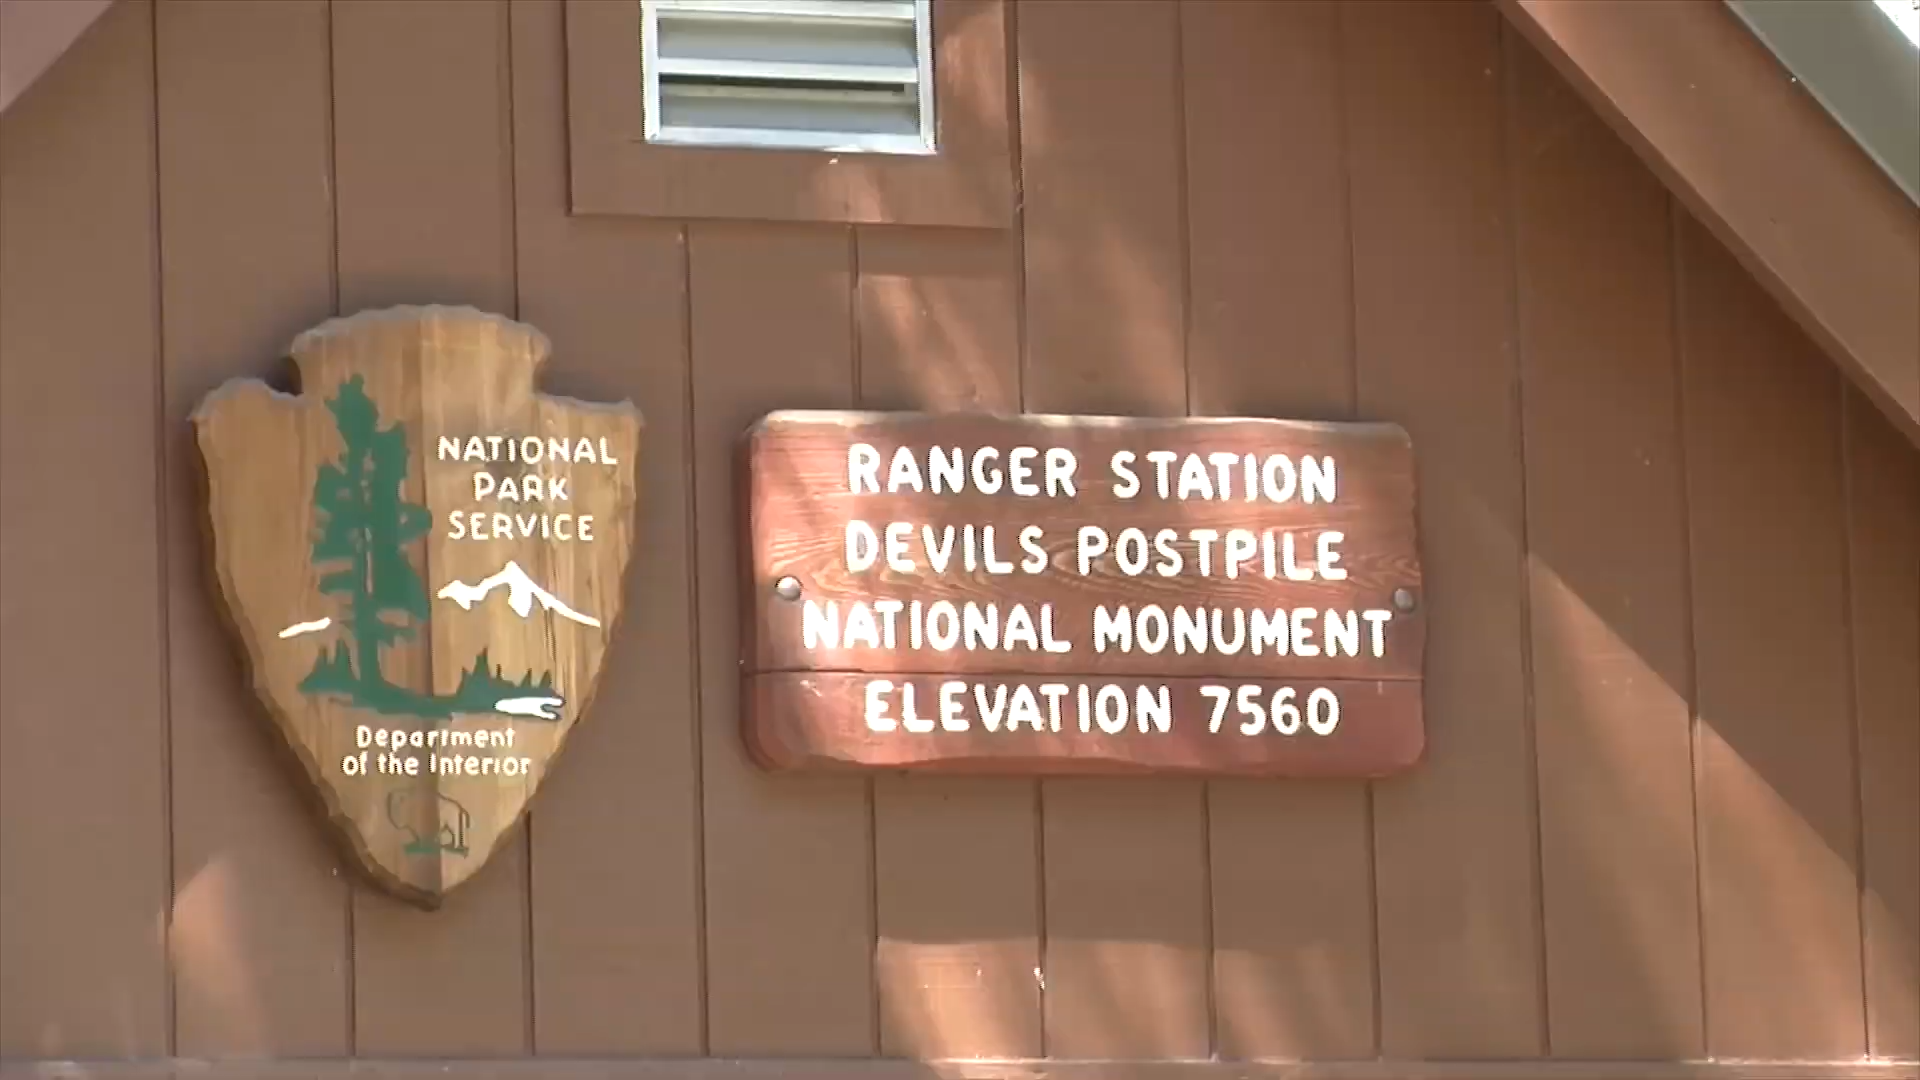 NATIONAL
PARK
SERVICE
Department
of the Interior
RANGER STATION
DEVILS POSTPILE
NATIONAL MONUMENT
ELEVATION 7560